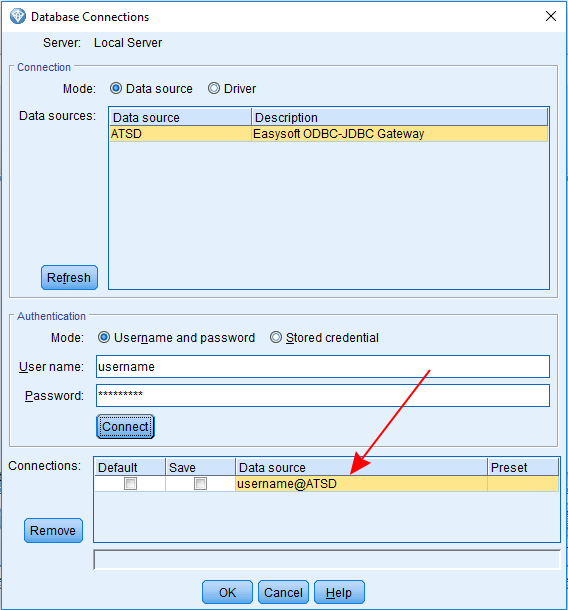 Database Connections
Server: Local Server
Connection
Mode: Data source Driver
Data sources: Data source Description
ATSD Easysoft ODBC-JDBC Gateway
Refresh
Authentication
Mode: Username and password Stored credential
User name: username
Password: *********
Connect
Connections: Default Save Data source Preset
username@ATSD
Remove
OK Cancel Help